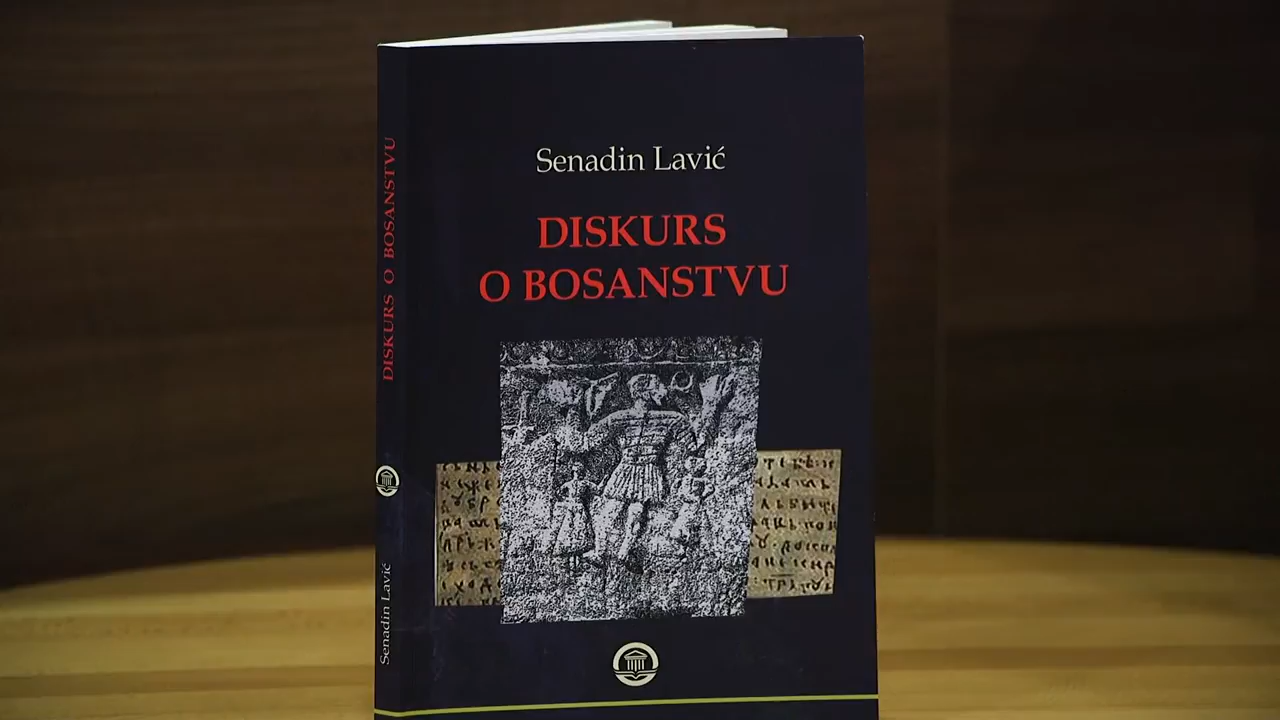 Senadin Lavić
DISKURS
O BOSANSTVU
DISKURS O BOSANSTVU
Senadin Lavić